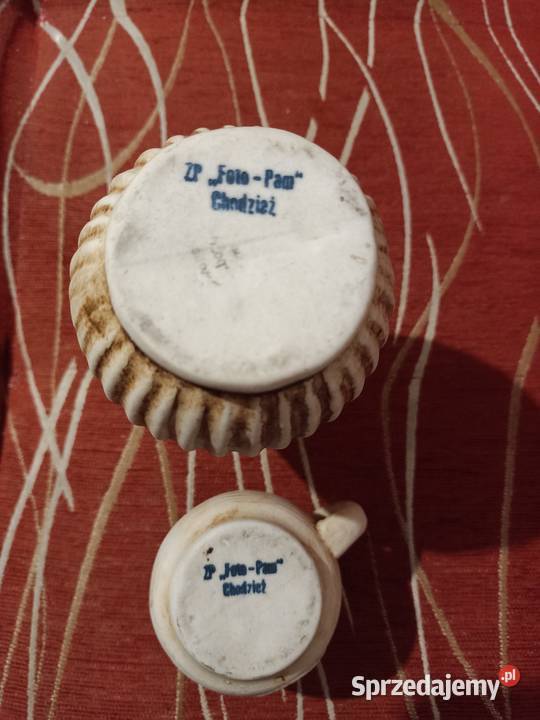 ZP „Foto - Pam"
Chodzież
ZP „Foto - Pam"
Chodzież
Sprzedajemy.pl